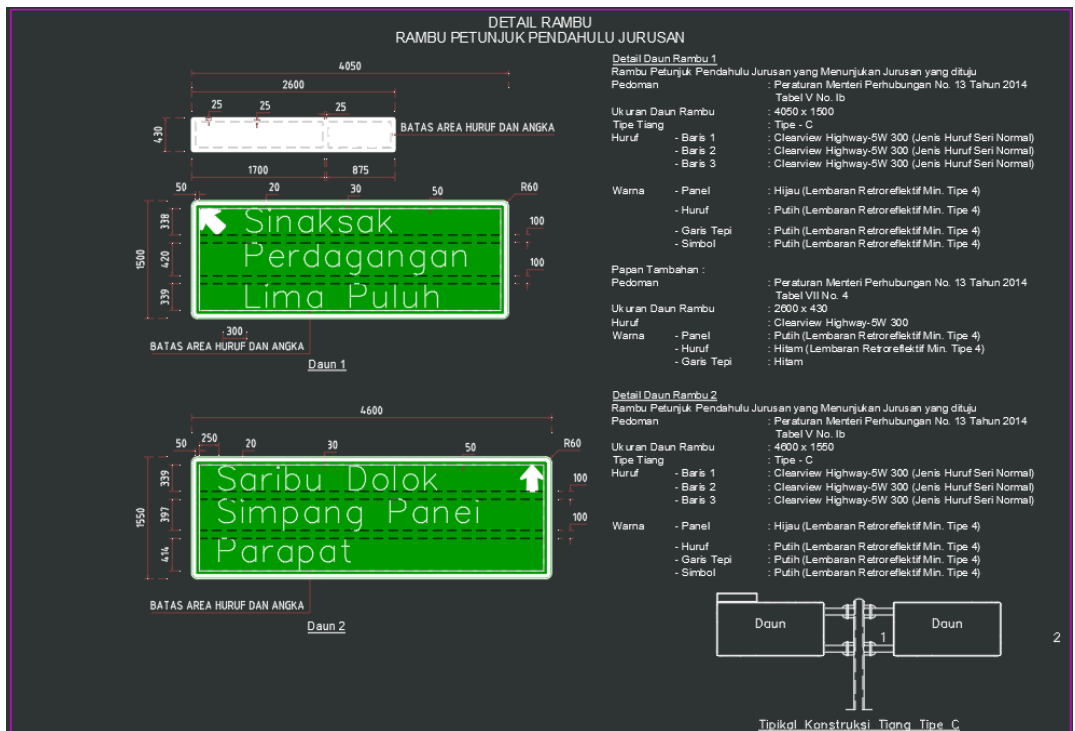 DETAIL RAMBU
RAMBU PETUNJUK PENDAHULU JURUSAN
4050
2600
25 25 25
430
BATAS AREA HURUF DAN ANGKA
1700 875
50 20 30 50 R60
1500
338
420
339
100
100
Sinaksak
Perdagangan
Lima Puluh
300
BATAS AREA HURUF DAN ANGKA
Daun 1
4600
50 250 20 30 50 R60
1550
339
397
414
100
100
Saribu Dolok
Simpang Panei
Parapat
BATAS AREA HURUF DAN ANGKA
Daun 2
Detail Daun Rambu 1
Rambu Petunjuk Pendahulu Jurusan yang Menunjukan Jurusan yang dituju
Pedoman : Peraturan Menteri Perhubungan No. 13 Tahun 2014
Tabel V No. Ib
Ukuran Daun Rambu : 4050 x 1500
Tipe Tiang : Tipe - C
Huruf - Baris 1 : Clearview Highway-5W 300 (Jenis Huruf Seri Normal)
- Baris 2 : Clearview Highway-5W 300 (Jenis Huruf Seri Normal)
- Baris 3 : Clearview Highway-5W 300 (Jenis Huruf Seri Normal)
Warna - Panel : Hijau (Lembaran Retroreflektif Min. Tipe 4)
- Huruf : Putih (Lembaran Retroreflektif Min. Tipe 4)
- Garis Tepi : Putih (Lembaran Retroreflektif Min. Tipe 4)
- Simbol : Putih (Lembaran Retroreflektif Min. Tipe 4)
Papan Tambahan :
Pedoman : Peraturan Menteri Perhubungan No. 13 Tahun 2014
Tabel VII No. 4
Ukuran Daun Rambu : 2600 x 430
Huruf : Clearview Highway-5W 300
Warna - Panel : Putih (Lembaran Retroreflektif Min. Tipe 4)
- Huruf : Hitam (Lembaran Retroreflektif Min. Tipe 4)
- Garis Tepi : Hitam
Detail Daun Rambu 2
Rambu Petunjuk Pendahulu Jurusan yang Menunjukan Jurusan yang dituju
Pedoman : Peraturan Menteri Perhubungan No. 13 Tahun 2014
Tabel V No. Ib
Ukuran Daun Rambu : 4600 x 1550
Tipe Tiang : Tipe - C
Huruf - Baris 1 : Clearview Highway-5W 300 (Jenis Huruf Seri Normal)
- Baris 2 : Clearview Highway-5W 300 (Jenis Huruf Seri Normal)
- Baris 3 : Clearview Highway-5W 300 (Jenis Huruf Seri Normal)
Warna - Panel : Hijau (Lembaran Retroreflektif Min. Tipe 4)
- Huruf : Putih (Lembaran Retroreflektif Min. Tipe 4)
- Garis Tepi : Putih (Lembaran Retroreflektif Min. Tipe 4)
- Simbol : Putih (Lembaran Retroreflektif Min. Tipe 4)
Daun 1 Daun 2
Tipikal Konstruksi Tiang Tipe C